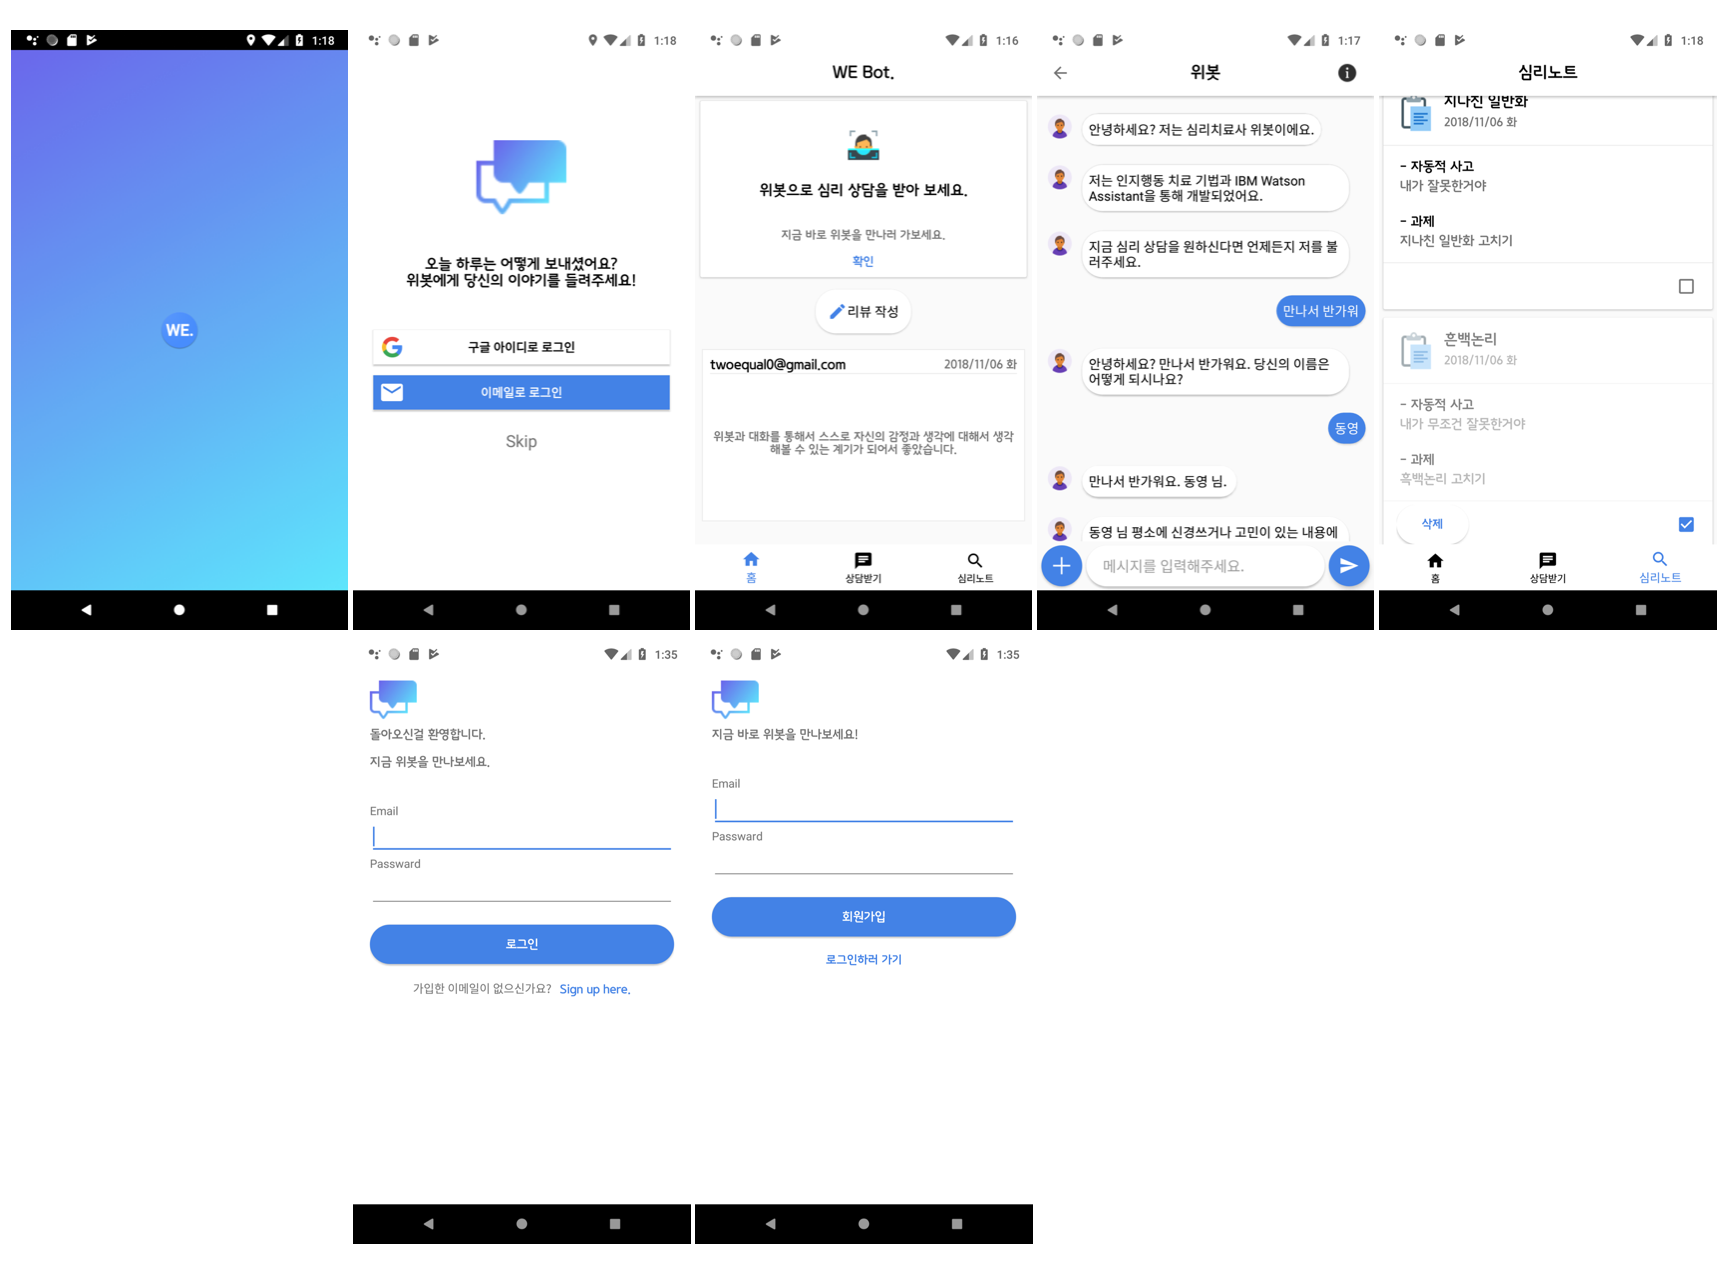 1:18
WE.
1:18
오늘 하루는 어떻게 보내셨어요?
위봇에게 당신의 이야기를 들려주세요!
구글 아이디로 로그인
이메일로 로그인
Skip
1:16
WE Bot.
위봇으로 심리 상담을 받아 보세요.
지금 바로 위봇을 만나러 가보세요.
확인
리뷰 작성
twoequal0@gmail.com 2018/11/06 화
위봇과 대화를 통해서 스스로 자신의 감정과 생각에 대해서 생각
해볼 수 있는 계기가 되어서 좋았습니다.
홈 상담받기 심리노트
1:17
위봇
안녕하세요? 저는 심리치료사 위봇이에요.
저는 인지행동 치료 기법과 IBM Watson
Assistant을 통해 개발되었어요.
지금 심리 상담을 원하신다면 언제든지 저를 불
러주세요.
만나서 반가워
안녕하세요? 만나서 반가워요. 당신의 이름은
어떻게 되시나요?
동영
만나서 반가워요. 동영 님.
동영 님 평소에 신경쓰거나 고민이 있는 내용에
메시지를 입력해주세요.
1:18
심리노트
지나친 일반화
2018/11/06 화
- 자동적 사고
내가 잘못한거야
- 과제
지나친 일반화 고치기
흔백논리
2018/11/06 화
- 자동적 사고
내가 무조건 잘못한거야
- 과제
흑백논리 고치기
삭제
홈 상담받기 심리노트
1:35
돌아오신걸 환영합니다.
지금 위봇을 만나보세요.
Email
Passward
로그인
가입한 이메일이 없으신가요? Sign up here.
1:35
지금 바로 위봇을 만나보세요!
Email
Passward
회원가입
로그인하러 가기